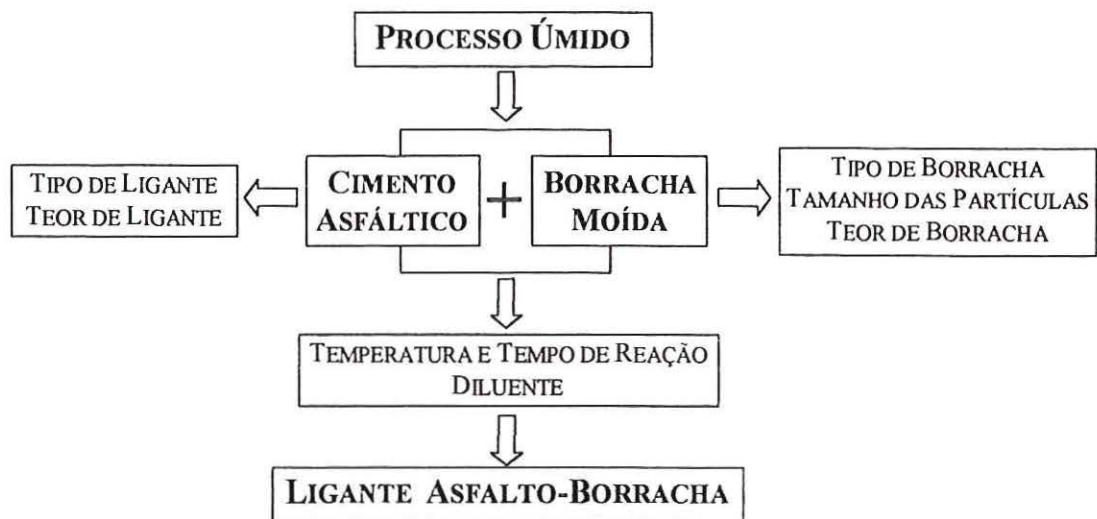 PROCESSO ÚMIDO
TIPO DE LIGANTE
TEOR DE LIGANTE
CIMENTO
ASFÁLTICO
+
BORRACHA
MOÍDA
TIPO DE BORRACHA
TAMANHO DAS PARTÍCULAS
TEOR DE BORRACHA
TEMPERATURA E TEMPO DE REAÇÃO
DILUENTE
LIGANTE ASFALTO-BORRACHA